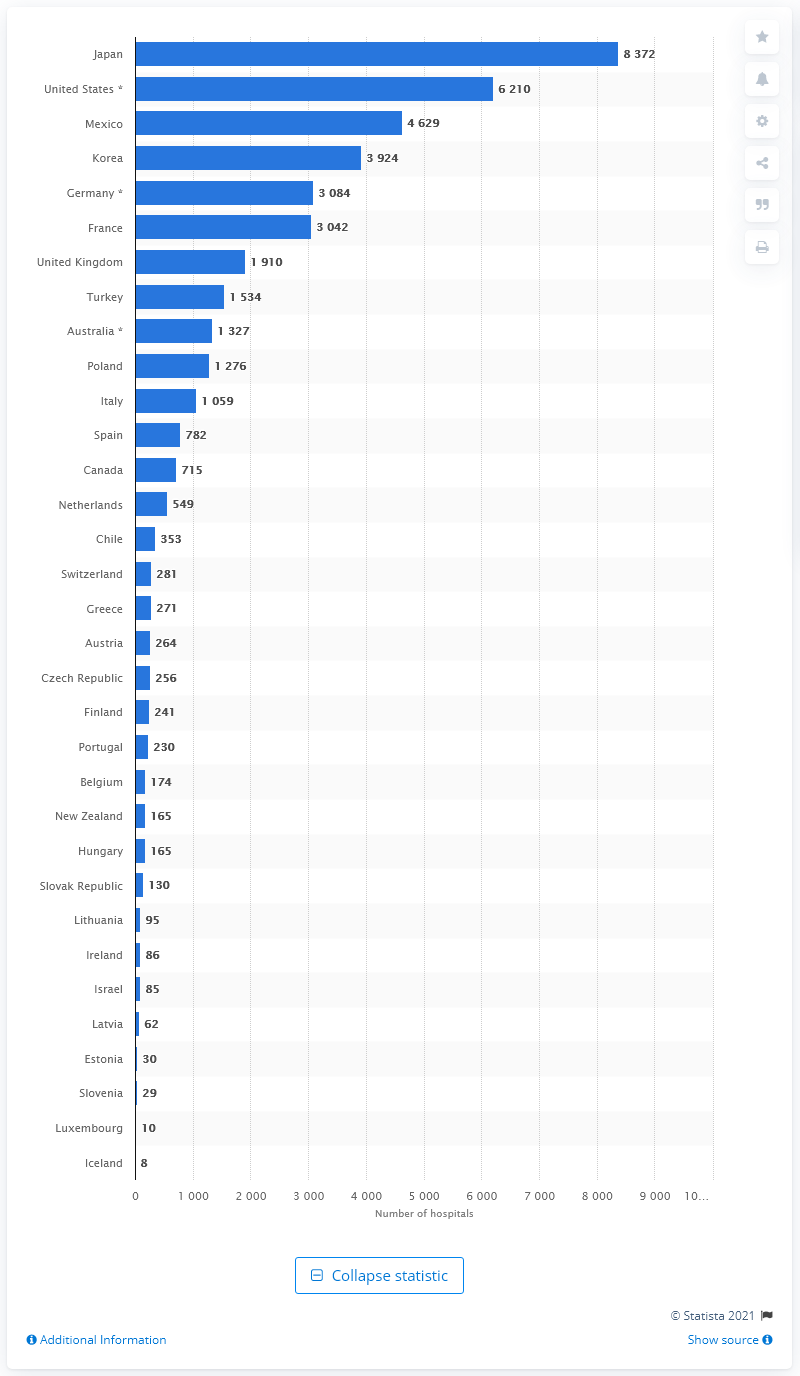 Japan 8 372
United States * 6 210
Mexico 4 629
Korea 3 924
Germany * 3 084
France 3 042
United Kingdom 1 910
Turkey 1 534
Australia * 1 327
Poland 1 276
Italy 1 059
Spain 782
Canada 715
Netherlands 549
Chile 353
Switzerland 281
Greece 271
Austria 264
Czech Republic 256
Finland 241
Portugal 230
Belgium 174
New Zealand 165
Hungary 165
Slovak Republic 130
Lithuania 95
Ireland 86
Israel 85
Latvia 62
Estonia 30
Slovenia 29
Luxembourg 10
Iceland 8
0 1 000 2 000 3 000 4 000 5 000 6 000 7 000 8 000 9 000 10...
Number of hospitals
Collapse statistic
© Statista 2021
Additional Information Show source